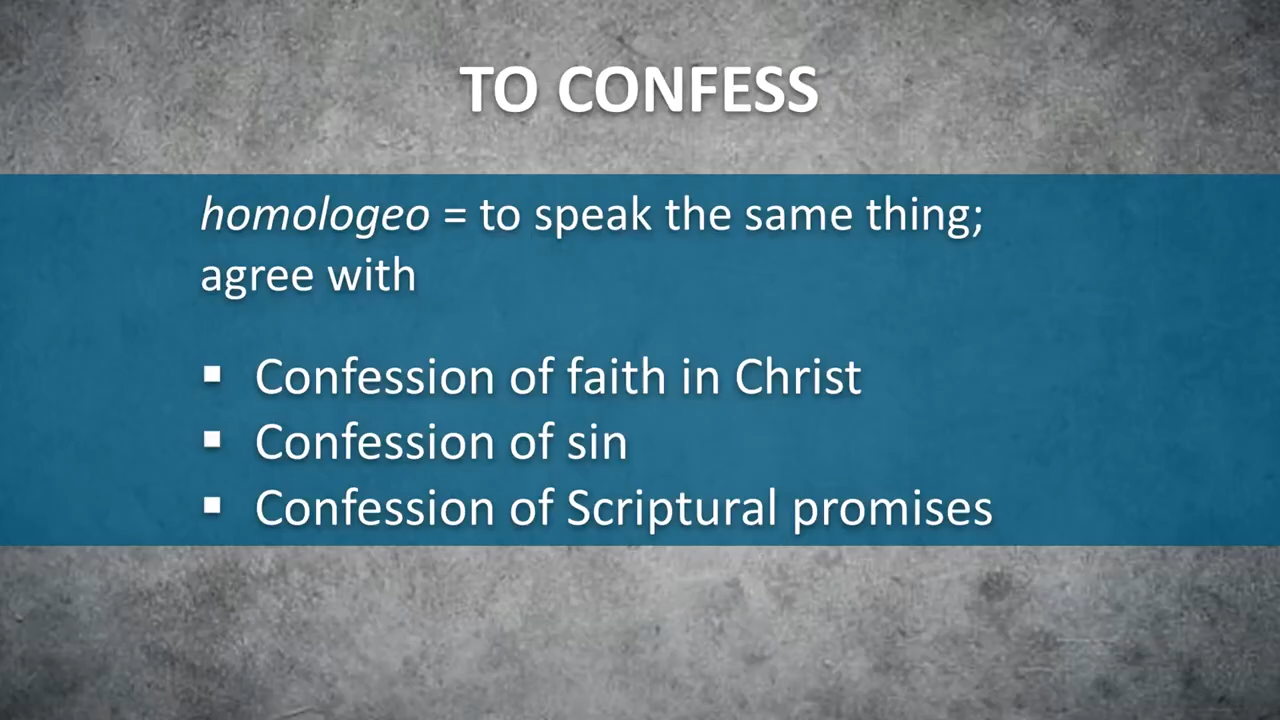 TO CONFESS
homologeo = to speak the same thing;
agree with
▪ Confession of faith in Christ
▪ Confession of sin
▪ Confession of Scriptural promises